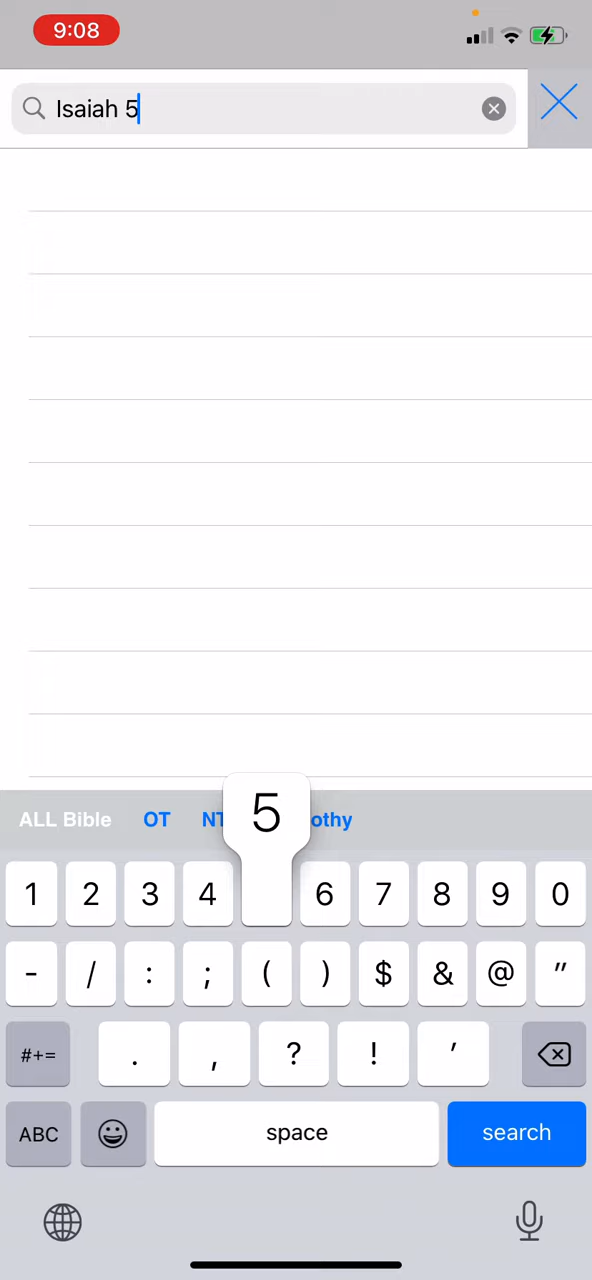 9:08
Isaiah 5
ALL Bible OT NT othy
5
1 2 3 4 6 7 8 9 0
- / : ; ( ) $ & @ "
#+= . , ? ! '
ABC space search